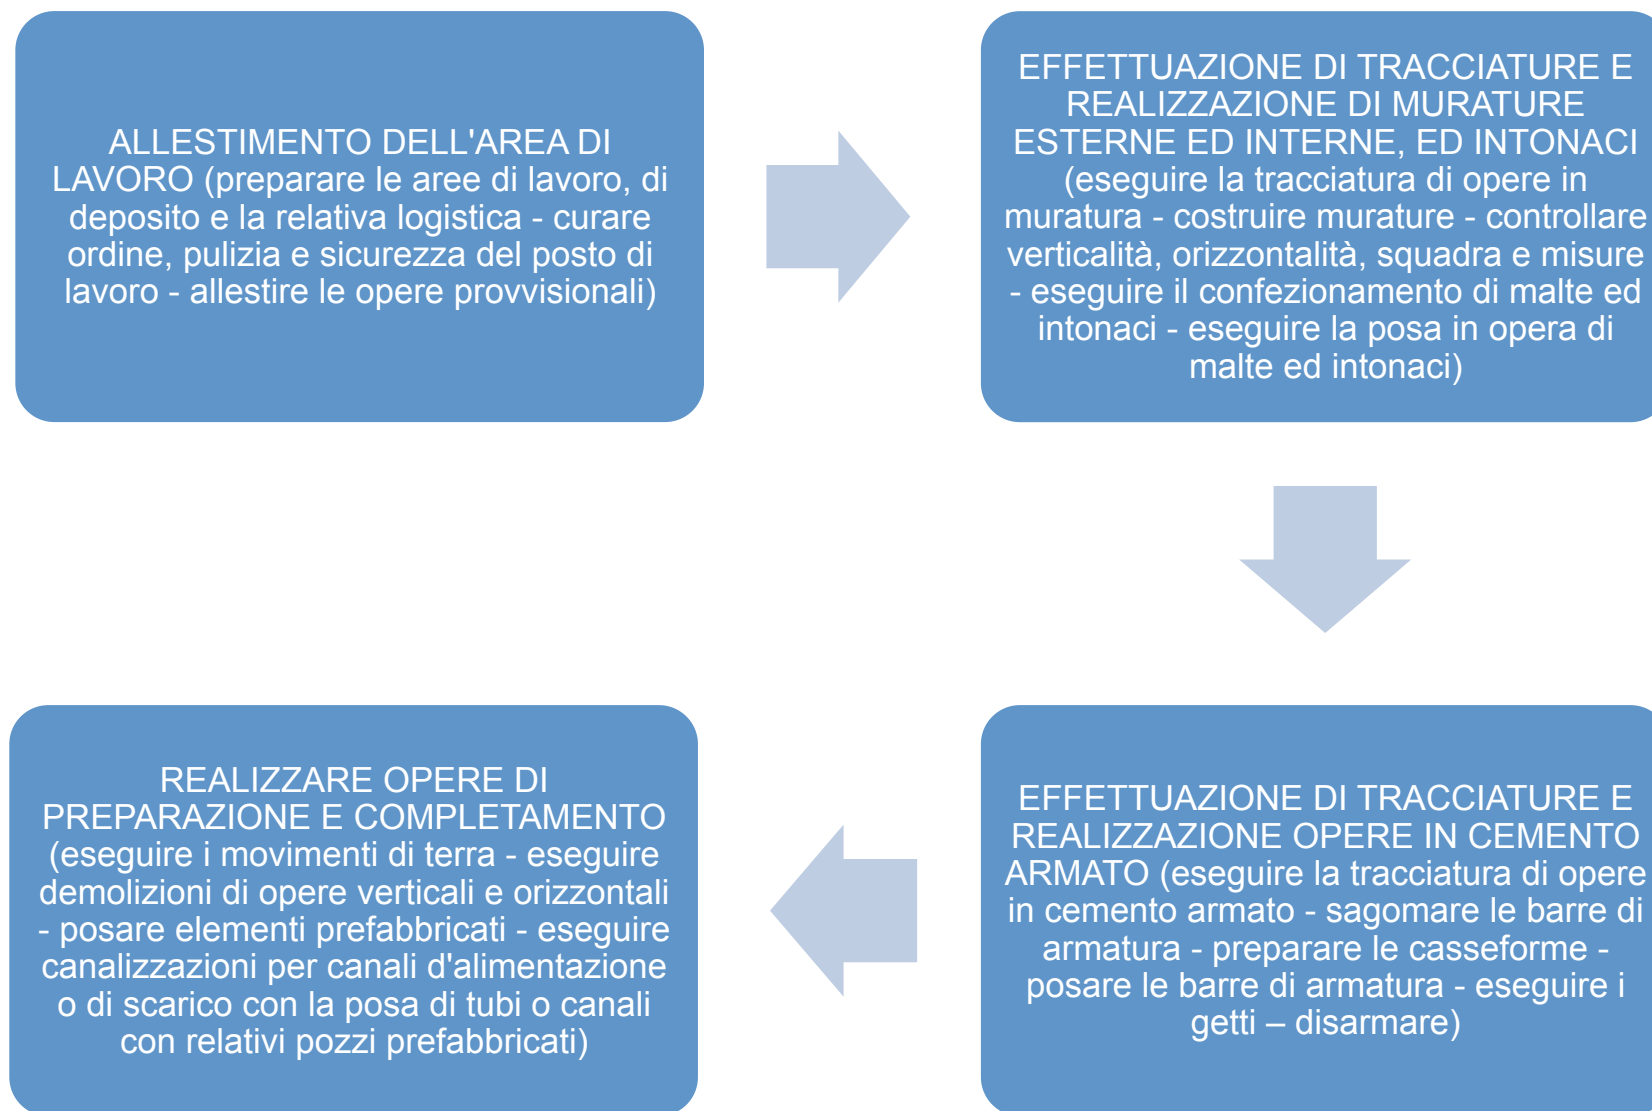 ALLESTIMENTO DELL'AREA DI
LAVORO (preparare le aree di lavoro, di
deposito e la relativa logistica - curare
ordine, pulizia e sicurezza del posto di
lavoro - allestire le opere provvisionali)
EFFETTUAZIONE DI TRACCIATURE E
REALIZZAZIONE DI MURATURE
ESTERNE ED INTERNE, ED INTONACI
(eseguire la tracciatura di opere in
muratura - costruire murature - controllare
verticalità, orizzontalità, squadra e misure
- eseguire il confezionamento di malte ed
intonaci - eseguire la posa in opera di
malte ed intonaci)
EFFETTUAZIONE DI TRACCIATURE E
REALIZZAZIONE OPERE IN CEMENTO
ARMATO (eseguire la tracciatura di opere
in cemento armato - sagomare le barre di
armatura - preparare le casseforme -
posare le barre di armatura - eseguire i
getti – disarmare)
REALIZZARE OPERE DI
PREPARAZIONE E COMPLETAMENTO
(eseguire i movimenti di terra - eseguire
demolizioni di opere verticali e orizzontali
- posare elementi prefabbricati - eseguire
canalizzazioni per canali d'alimentazione
o di scarico con la posa di tubi o canali
con relativi pozzi prefabbricati)